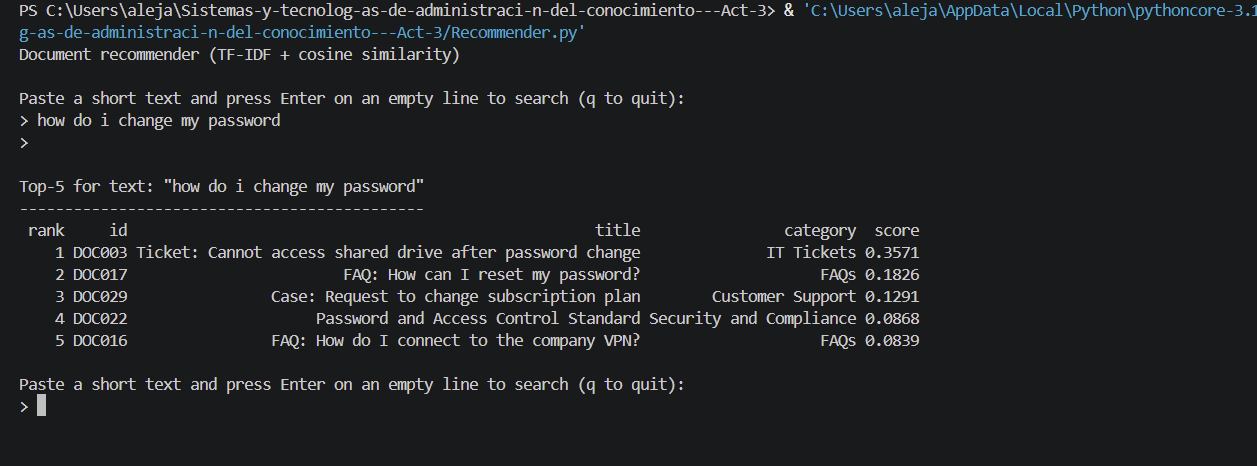 PS C:\Users\aleja\Sistemas-y-tecnolog-as-de-administraci-n-del-conocimiento---Act-3> & 'C:\Users\aleja\AppData\Local\Python\pythoncore-3.1
g-as-de-administraci-n-del-conocimiento---Act-3/Recommender.py'
Document recommender (TF-IDF + cosine similarity)
Paste a short text and press Enter on an empty line to search (q to quit):
> how do i change my password
>
Top-5 for text: "how do i change my password"
---------------------------------------------
rank id title category score
1 DOC003 Ticket: Cannot access shared drive after password change IT Tickets 0.3571
2 DOC017 FAQ: How can I reset my password? FAQs 0.1826
3 DOC029 Case: Request to change subscription plan Customer Support 0.1291
4 DOC022 Password and Access Control Standard Security and Compliance 0.0868
5 DOC016 FAQ: How do I connect to the company VPN? FAQs 0.0839
Paste a short text and press Enter on an empty line to search (q to quit):
>